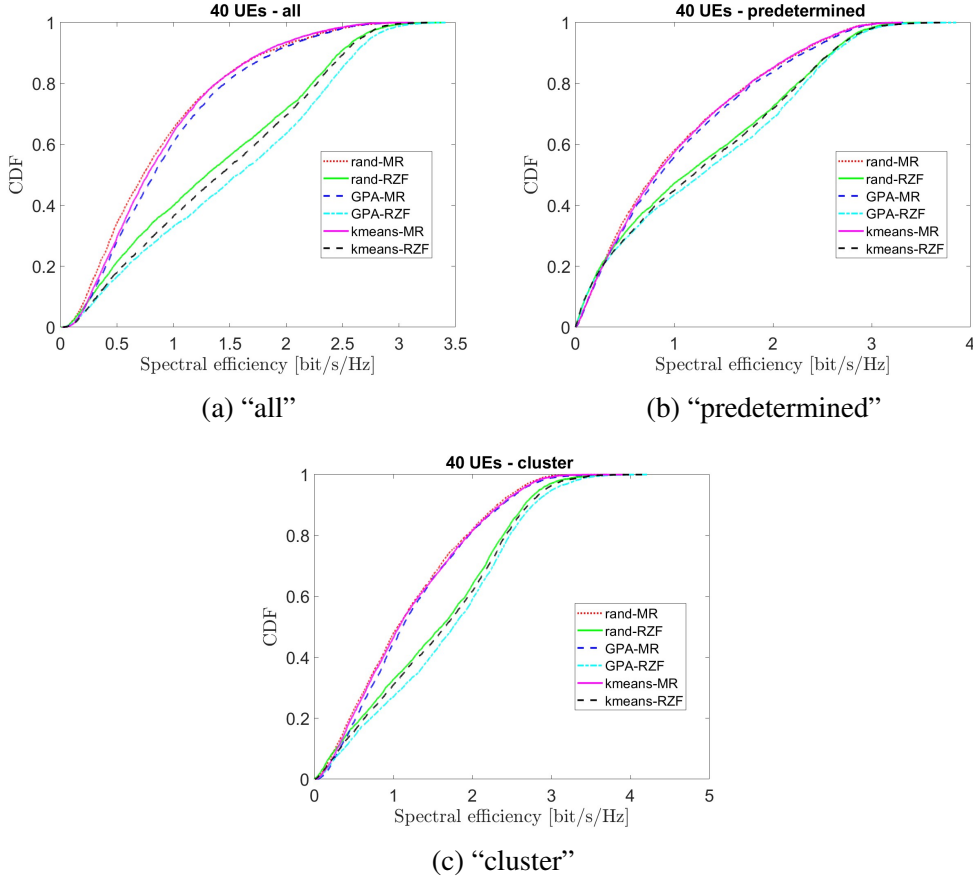 40 UEs - all
1
0.8
0.6
0.4
0.2
0
CDF
rand-MR
rand-RZF
GPA-MR
GPA-RZF
kmeans-MR
kmeans-RZF
0 0.5 1 1.5 2 2.5 3 3.5
Spectral efficiency [bit/s/Hz]
(a) “all”
40 UEs - predetermined
1
0.8
0.6
0.4
0.2
0
CDF
rand-MR
rand-RZF
GPA-MR
GPA-RZF
kmeans-MR
kmeans-RZF
0 1 2 3 4
Spectral efficiency [bit/s/Hz]
(b) “predetermined”
40 UEs - cluster
1
0.8
0.6
0.4
0.2
0
CDF
rand-MR
rand-RZF
GPA-MR
GPA-RZF
kmeans-MR
kmeans-RZF
0 1 2 3 4 5
Spectral efficiency [bit/s/Hz]
(c) “cluster”